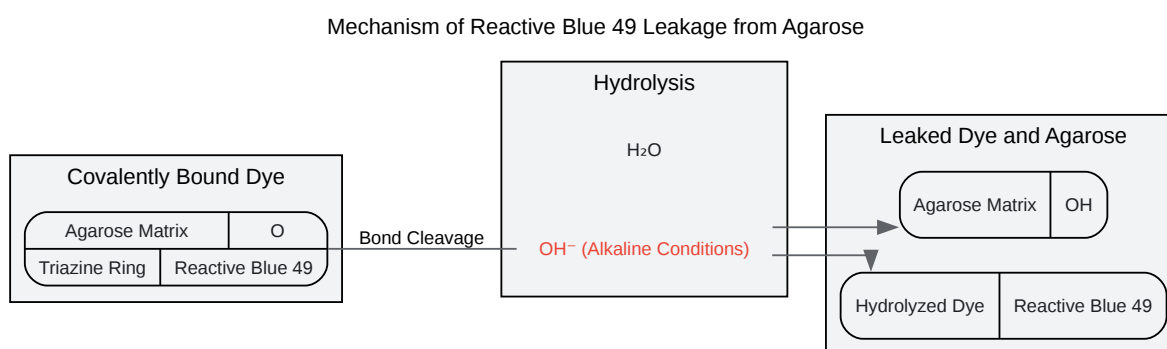 Mechanism of Reactive Blue 49 Leakage from Agarose
Covalently Bound Dye
Agarose Matrix O
Triazine Ring Reactive Blue 49
Bond Cleavage
Hydrolysis
H₂O
OH⁻ (Alkaline Conditions)
Leaked Dye and Agarose
Agarose Matrix OH
Hydrolyzed Dye Reactive Blue 49